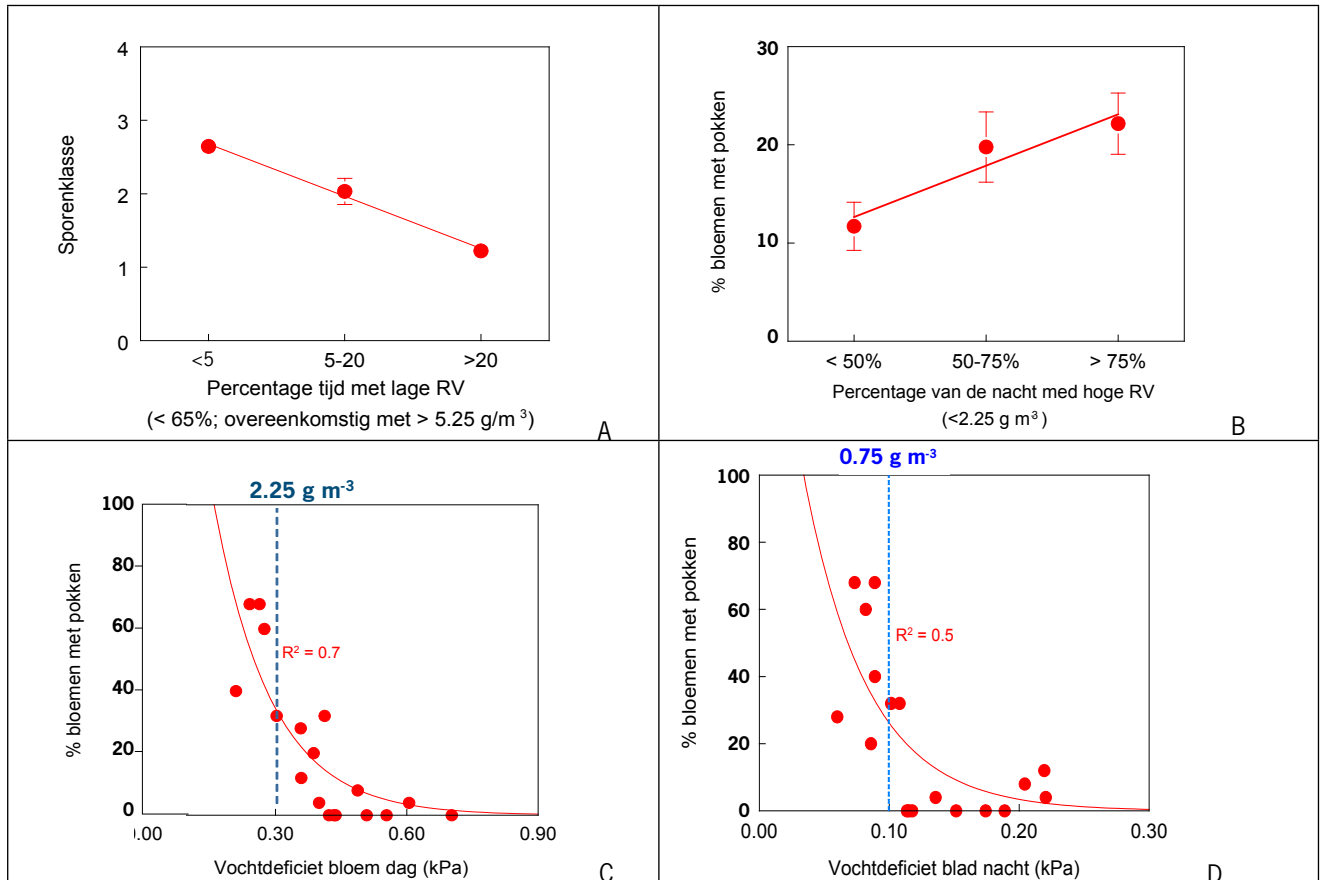 4
3
2
1
0
Sporenklasse
<5 5-20 >20
Percentage tijd met lage RV
(< 65%; overeenkomstig met > 5.25 g/m ³)
A
30
20
10
0
% bloemen met pokken
< 50% 50-75% > 75%
Percentage van de nacht med hoge RV
(<2.25 g m³)
B
2.25 g m-³
100
80
60
40
20
0
% bloemen met pokken
R² = 0.7
.00 0.30 0.60 0.90
Vochtdeficiet bloem dag (kPa)
C
0.75 g m-³
100
80
60
40
20
0
% bloemen met pokken
R² = 0.5
0.00 0.10 0.20 0.30
Vochtdeficiet blad nacht (kPa)
D